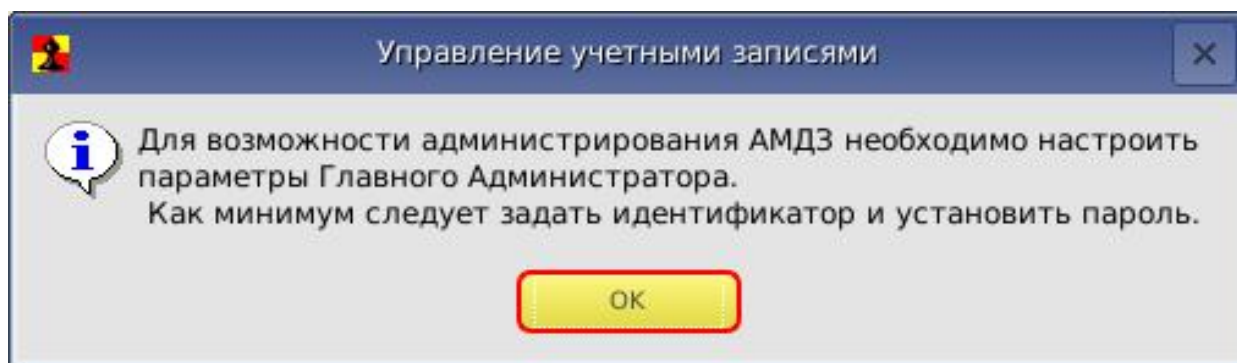 Управление учетными записями
Для возможности администрирования АМДЗ необходимо настроить
параметры Главного Администратора.
Как минимум следует задать идентификатор и установить пароль.
ОК